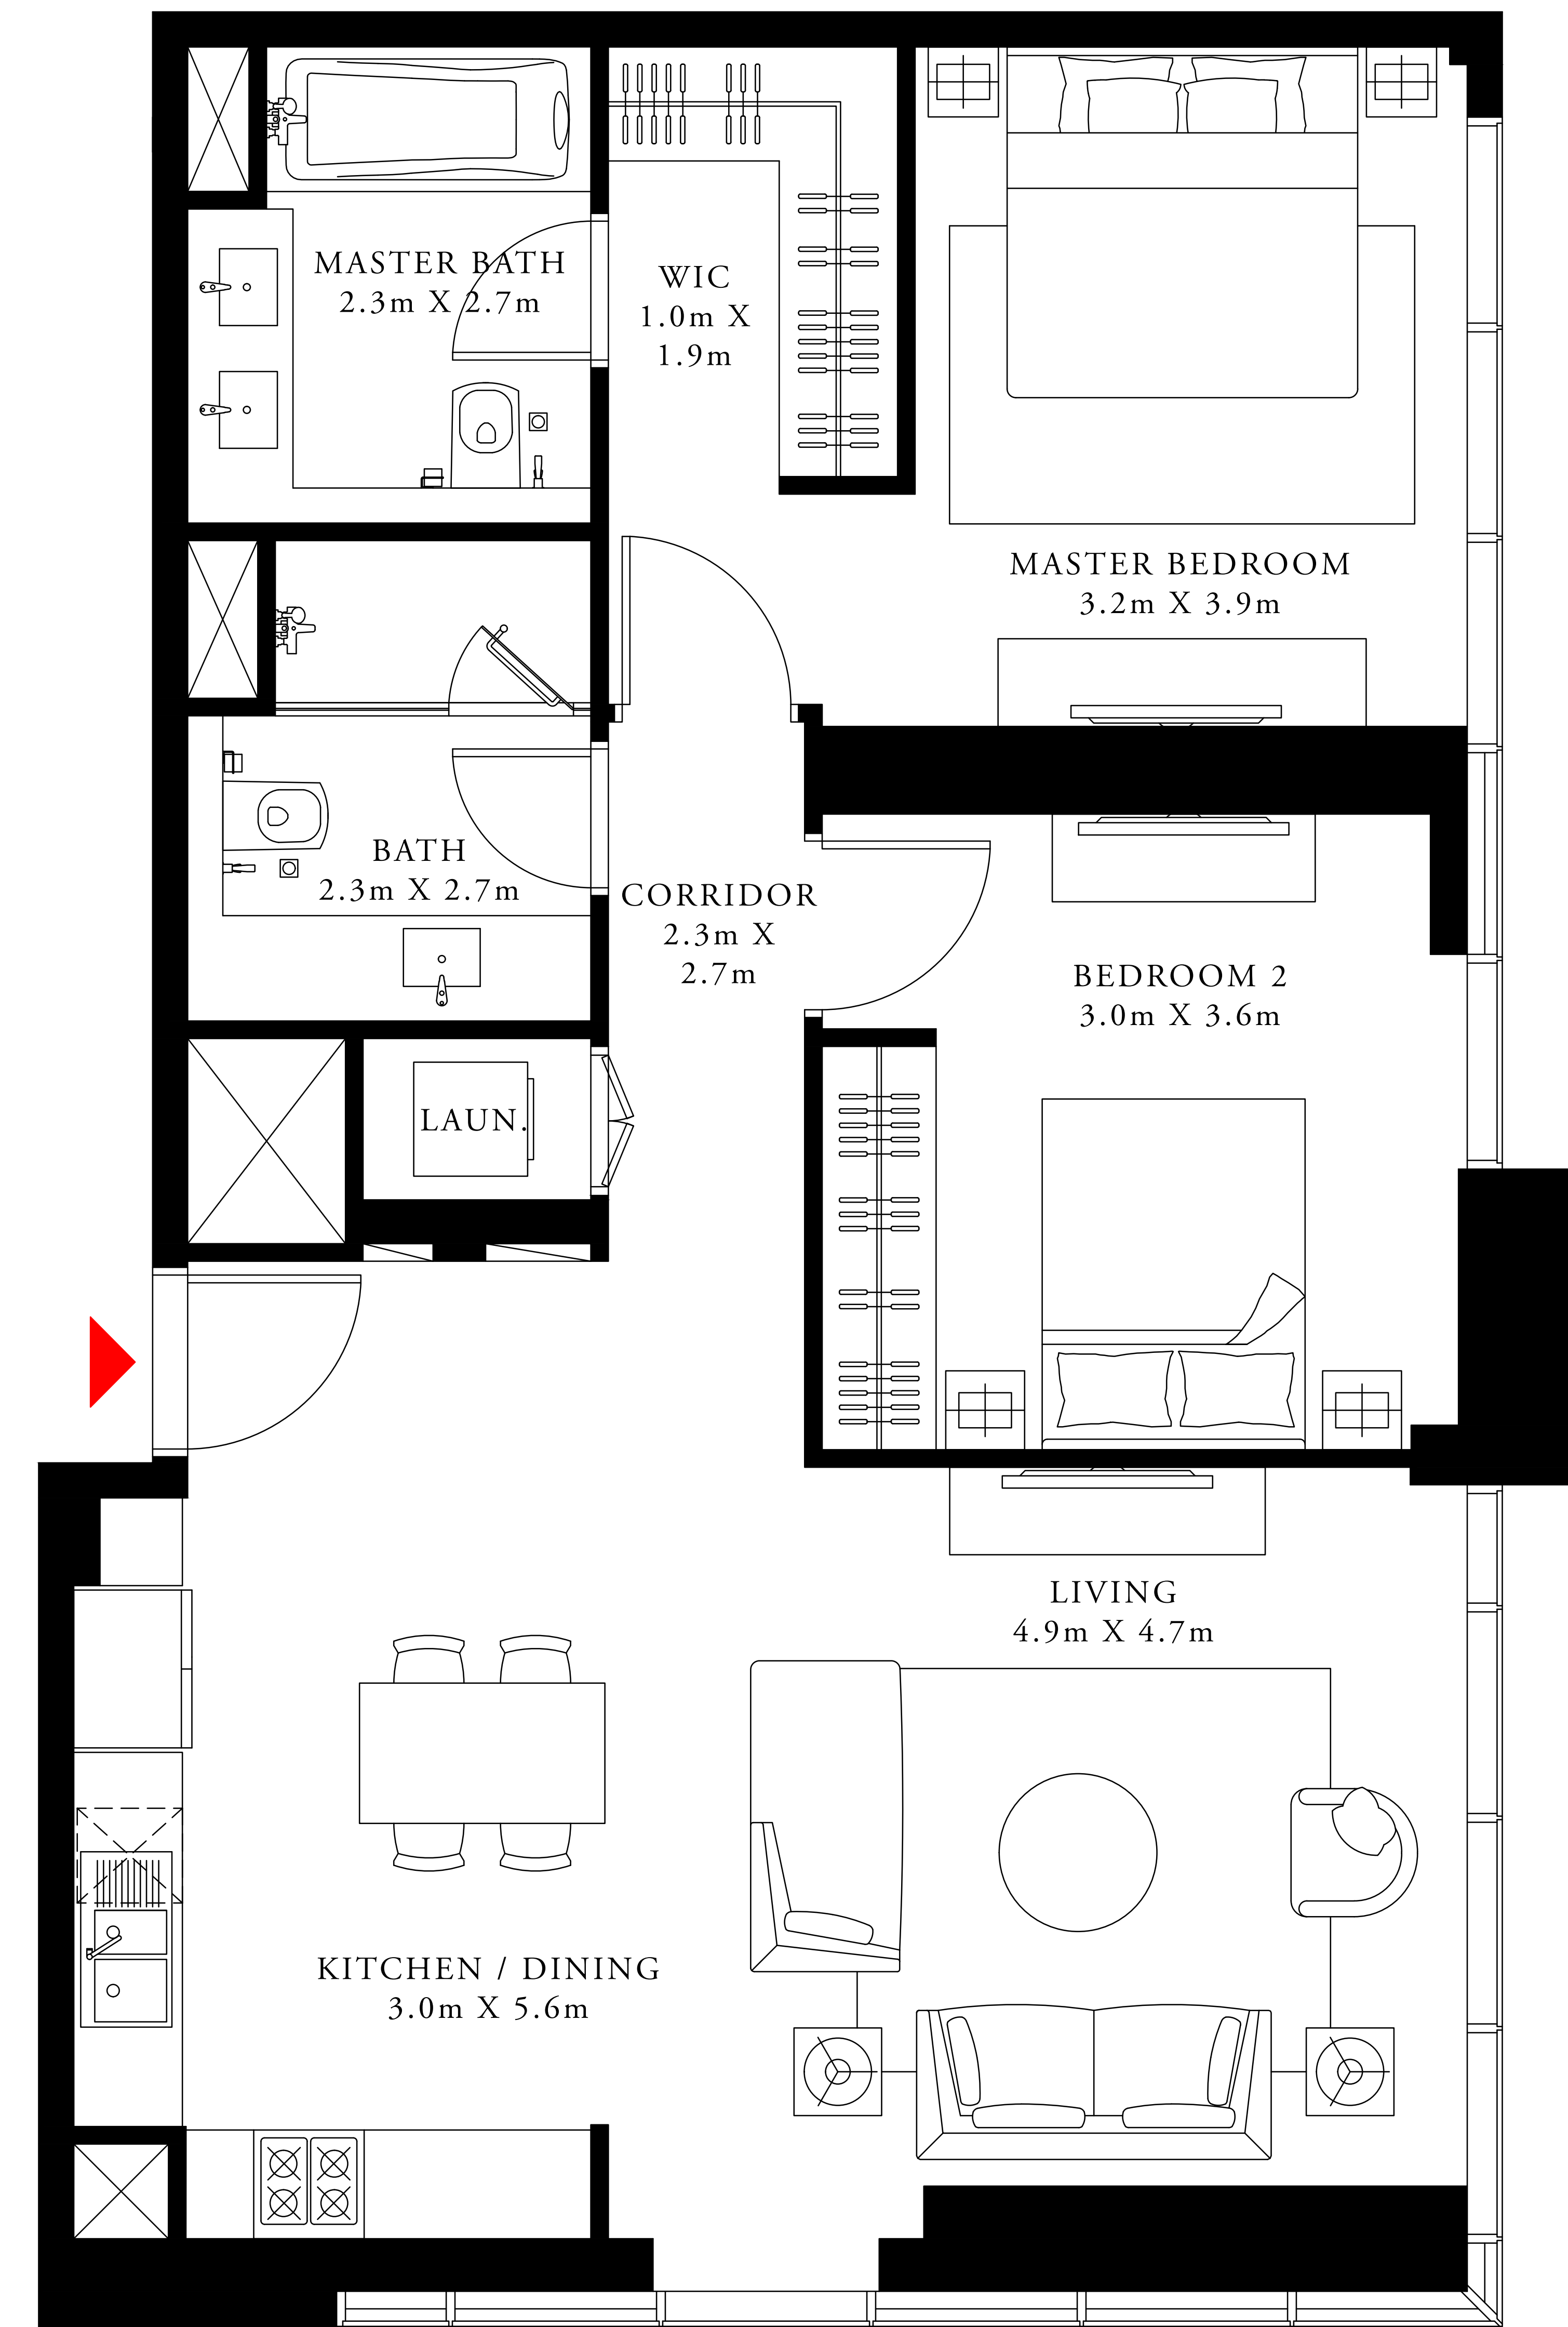 MASTER BATH
2.3m X 2.7m
WIC
1.0m X
1.9m
MASTER BEDROOM
3.2m X 3.9m
BATH
2.3m X 2.7m
CORRIDOR
2.3m X
2.7m
BEDROOM 2
3.0m X 3.6m
LAUN.
LIVING
4.9m X 4.7m
KITCHEN / DINING
3.0m X 5.6m